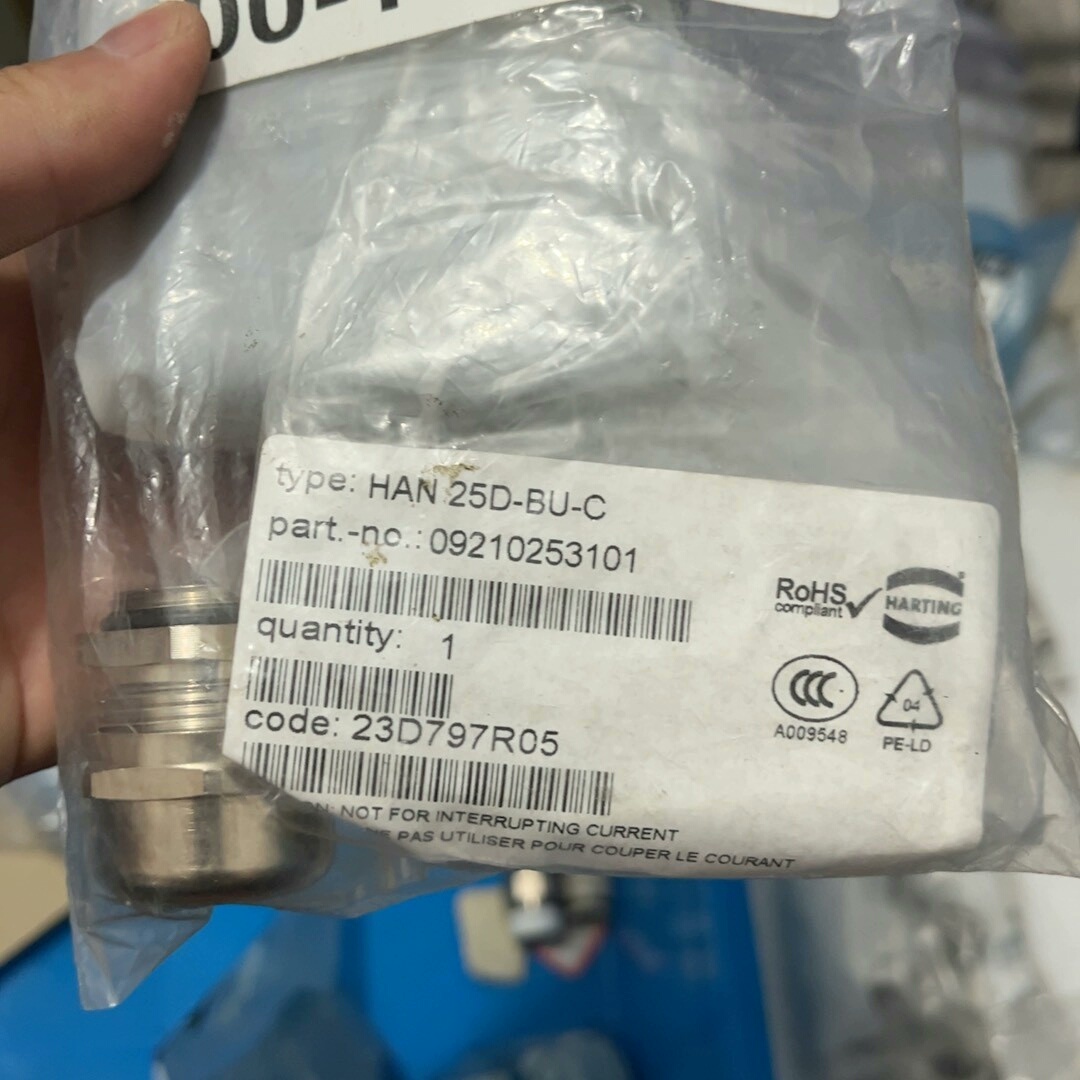 type: HAN 25D-BU-C
part.-no.: 09210253101
RoHS
compliant
HARTING
quantity: 1
CCC
A009548
04
PE-LD
code: 23D797R05
NOT FOR INTERRUPTING CURRENT
PAS UTILISER POUR COUPER LE COURANT